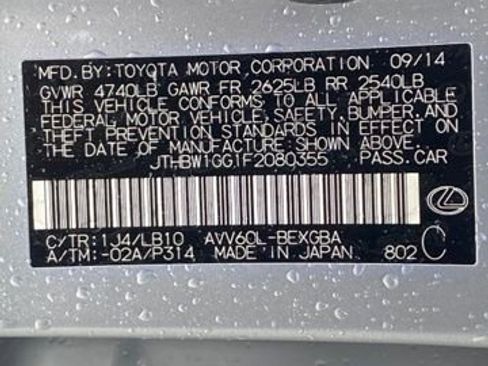 MFD. BY: TOYOTA MOTOR CORPORATION 09/14
GVWR 4740LB GAWR FR 2625LB RR 2540LB
THIS VEHICLE CONFORMS TO ALL APPLICABLE
FEDERAL MOTOR VEHICLE SAFETY, BUMPER, AND
THEFT PREVENTION STANDARDS IN EFFECT ON
THE DATE OF MANUFACTURE SHOWN ABOVE.
JTHBW1GG1F2080355 PASS. CAR
C/TR: 1J4/LB10 AVV60L-BEXGBA
A/TM: -02A/P314 MADE IN JAPAN 802 C